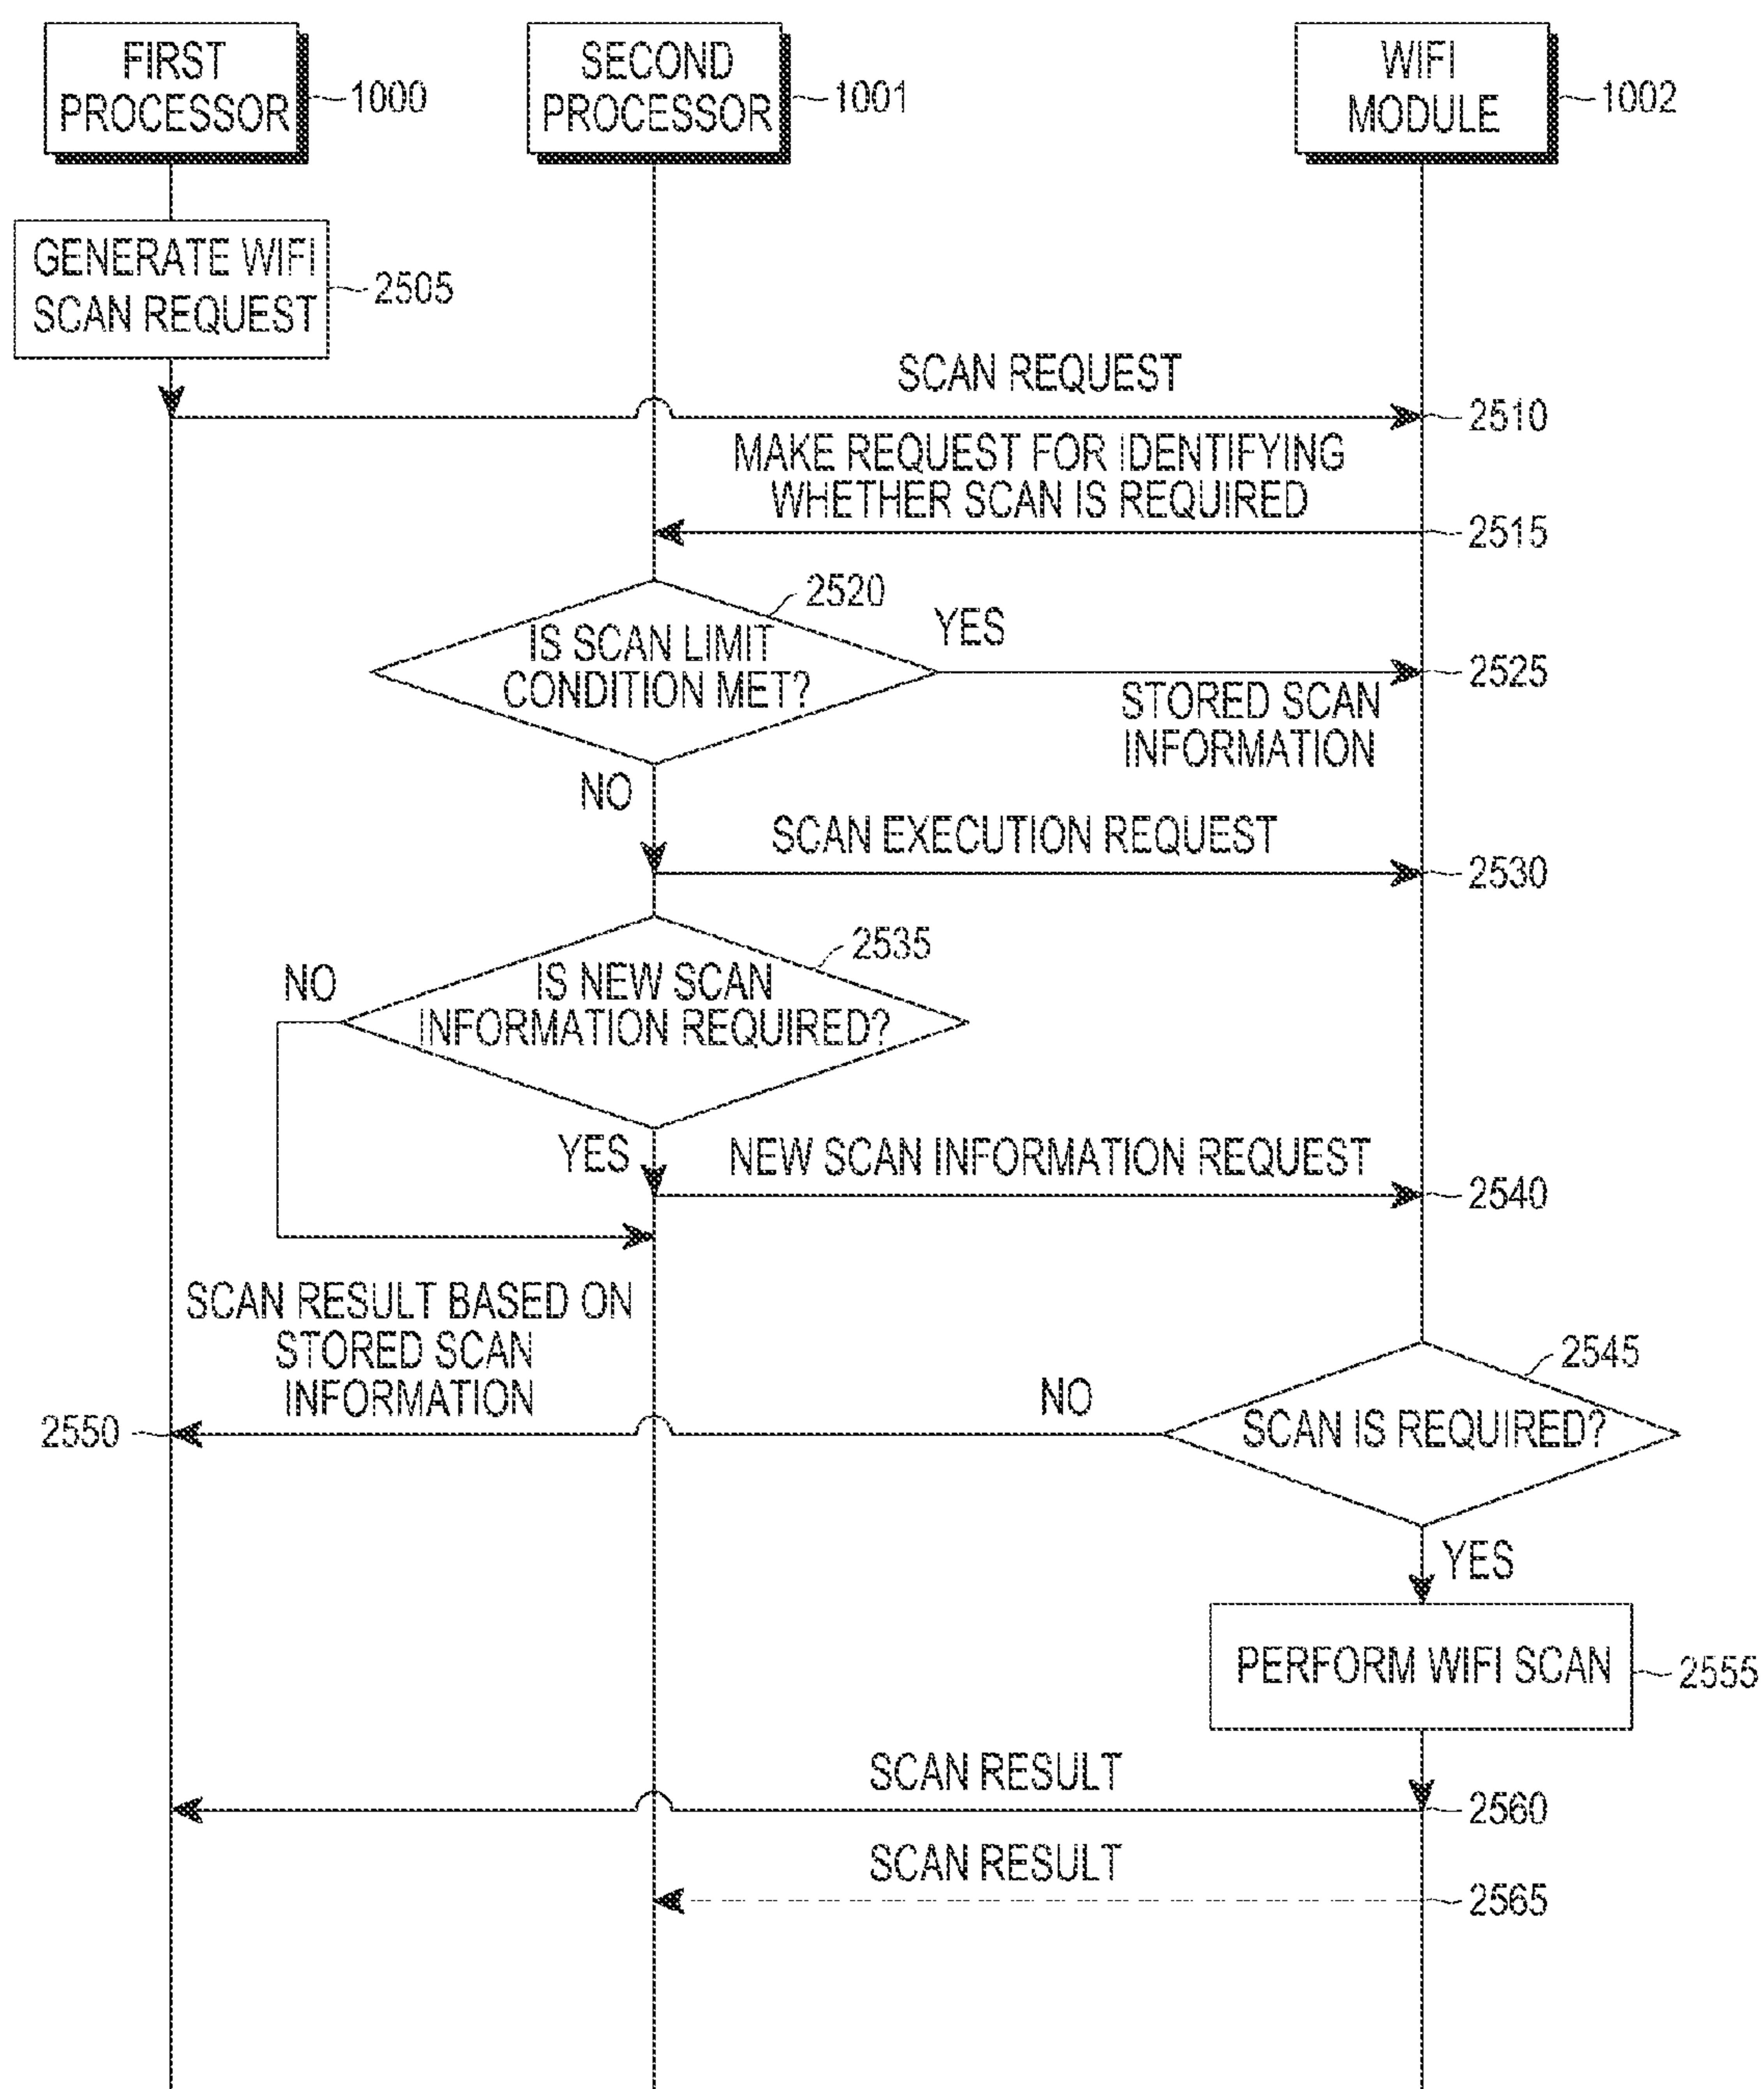 FIRST
PROCESSOR
1000
SECOND
PROCESSOR
1001
WIFI
MODULE
1002
GENERATE WIFI
SCAN REQUEST
2505
SCAN REQUEST
2510
MAKE REQUEST FOR IDENTIFYING
WHETHER SCAN IS REQUIRED
2515
2520
IS SCAN LIMIT
CONDITION MET?
YES
2525
STORED SCAN
INFORMATION
NO
SCAN EXECUTION REQUEST
2530
2535
NO
IS NEW SCAN
INFORMATION REQUIRED?
YES
NEW SCAN INFORMATION REQUEST
2540
SCAN RESULT BASED ON
STORED SCAN
INFORMATION
2550
2545
NO
SCAN IS REQUIRED?
YES
PERFORM WIFI SCAN
2555
SCAN RESULT
2560
SCAN RESULT
2565